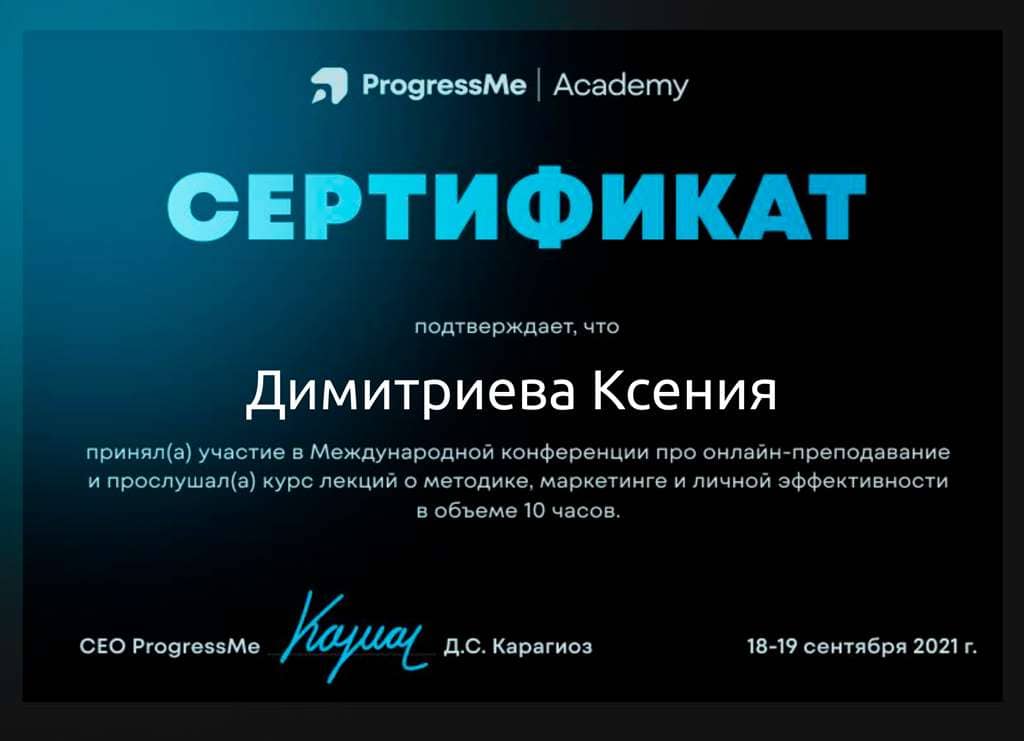 ProgressMe | Academy
СЕРТИФИКАТ
подтверждает, что
Димитриева Ксения
принял(а) участие в Международной конференции про онлайн-преподавание
и прослушал(а) курс лекций о методике, маркетинге и личной эффективности
в объеме 10 часов.
CEO ProgressMe Д.С. Карагиоз 18-19 сентября 2021 г.